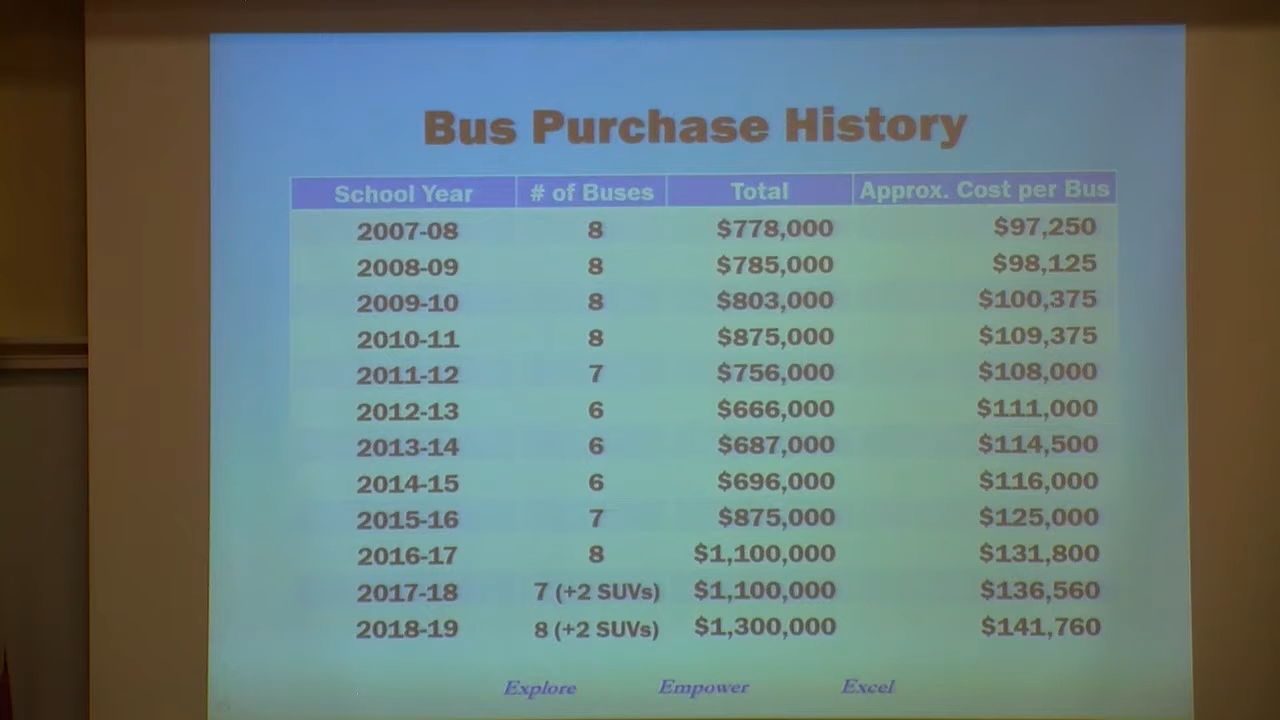 Bus Purchase History
School Year # of Buses Total Approx. Cost per Bus
2007-08 8 $778,000 $97,250
2008-09 8 $785,000 $98,125
2009-10 8 $803,000 $100,375
2010-11 8 $875,000 $109,375
2011-12 7 $756,000 $108,000
2012-13 6 $666,000 $111,000
2013-14 6 $687,000 $114,500
2014-15 6 $696,000 $116,000
2015-16 7 $875,000 $125,000
2016-17 8 $1,100,000 $131,800
2017-18 7 (+2 SUVs) $1,100,000 $136,560
2018-19 8 (+2 SUVs) $1,300,000 $141,760
Explore Empower Excel